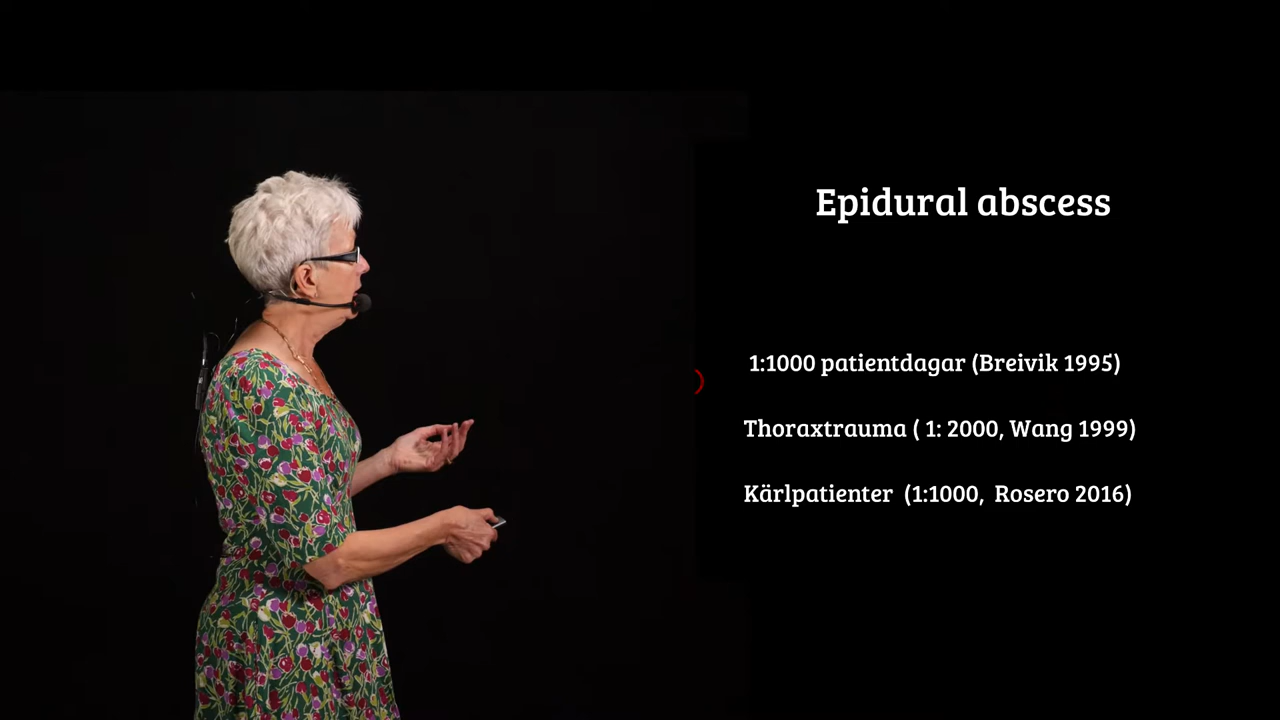 Epidural abscess
1:1000 patientdagar (Breivik 1995)
Thoraxtrauma ( 1: 2000, Wang 1999)
Kärlpatienter (1:1000, Rosero 2016)